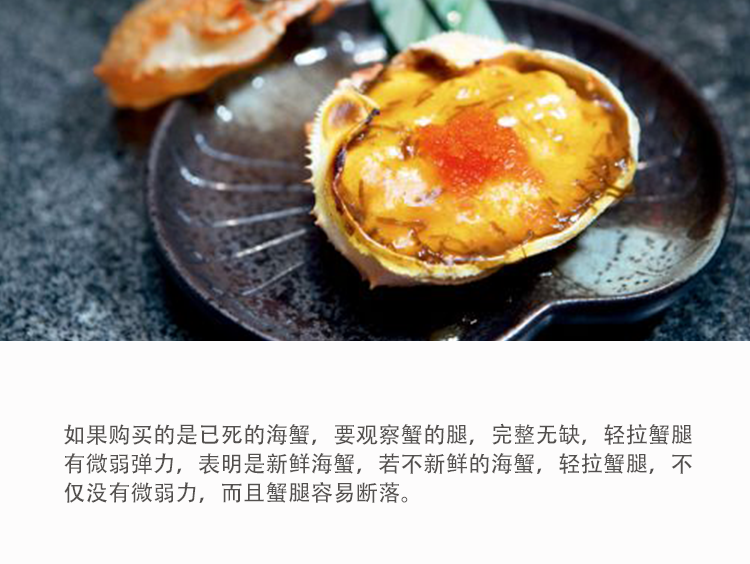 如果购买的是已死的海蟹，要观察蟹的腿，完整无缺，轻拉蟹腿
有微弱弹力，表明是新鲜海蟹，若不新鲜的海蟹，轻拉蟹腿，不
仅没有微弱力，而且蟹腿容易断落。